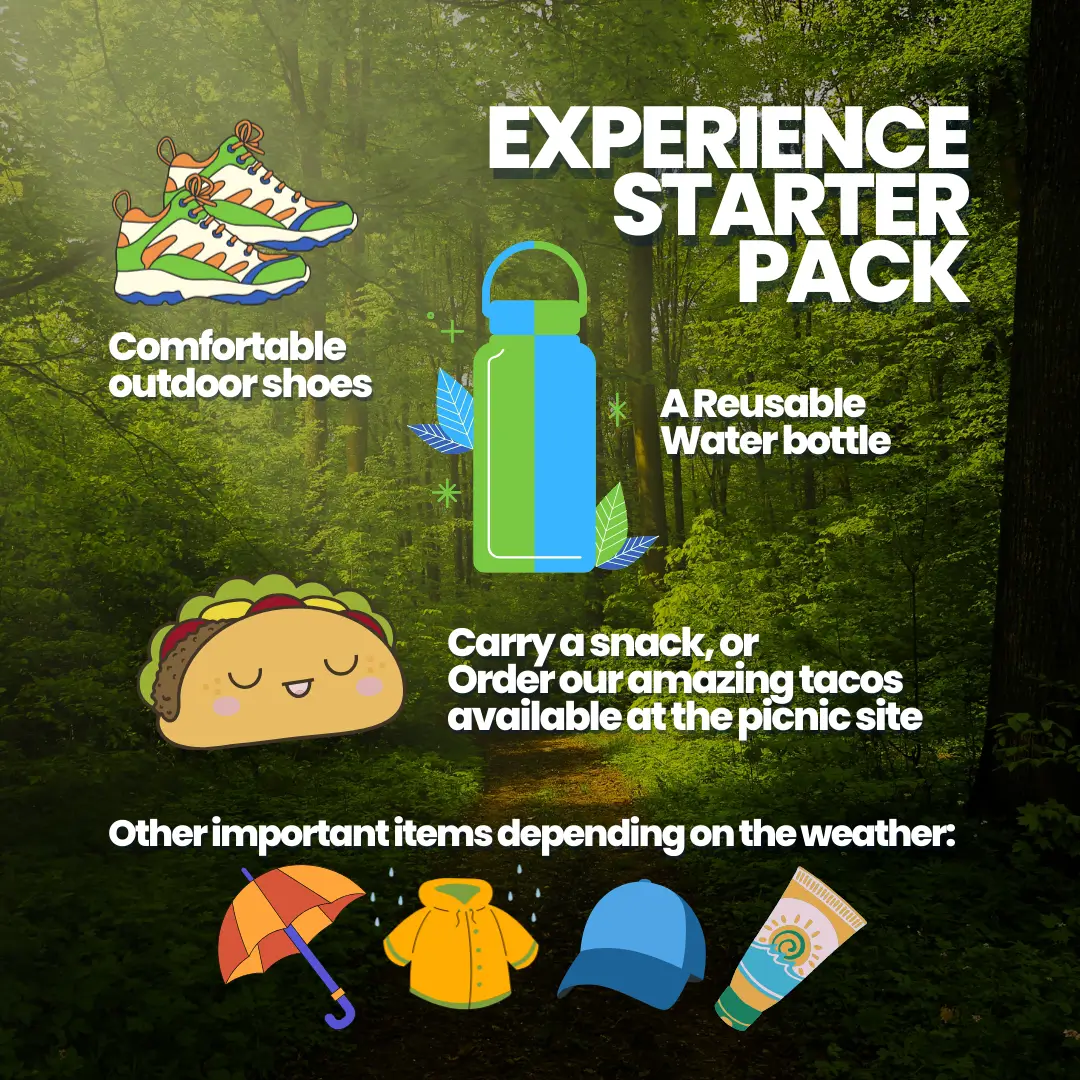 EXPERIENCE
STARTER
PACK
Comfortable
outdoor shoes
A Reusable
Water bottle
Carry a snack, or
Order our amazing tacos
available at the picnic site
Other important items depending on the weather: